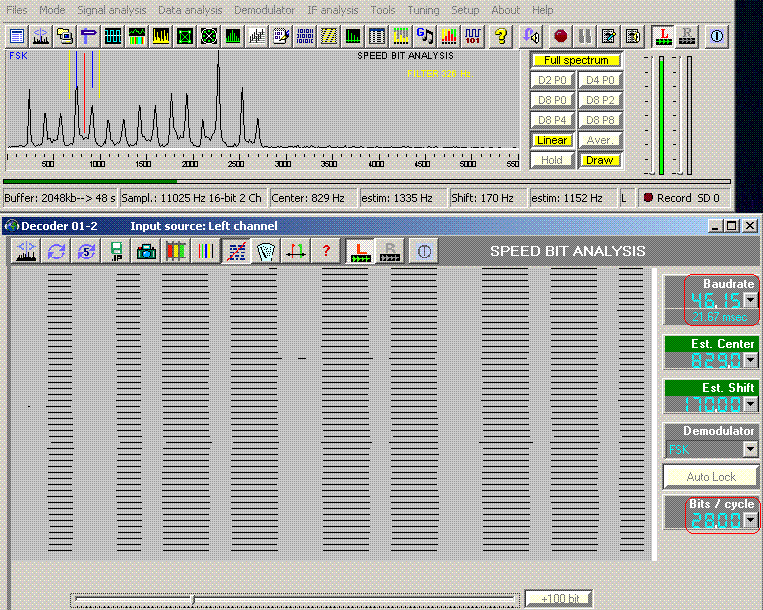 Files Mode Signal analysis Data analysis Demodulator IF analysis Tools Tuning Setup About Help
FSK SPEED BIT ANALYSIS
FILTER 328 Hz
500 1000 1500 2000 2500 3000 3500 4000 4500 5000 5500
Full spectrum
D2 P0 D4 P0
D8 P0 D8 P2
D8 P4 D8 P8
Linear Aver.
Hold Draw
L R
Buffer: 2048kb--> 48 s Sampl.: 11025 Hz 16-bit 2 Ch Center: 829 Hz estim: 1335 Hz Shift: 170 Hz estim: 1152 Hz L Record SD 0
Decoder 01-2 Input source: Left channel
SPEED BIT ANALYSIS
Baudrate
46.15
21.67 msec
Est. Center
829.0
Est. Shift
170.00
Demodulator
FSK
Auto Lock
Bits / cycle
28.00
+100 bit